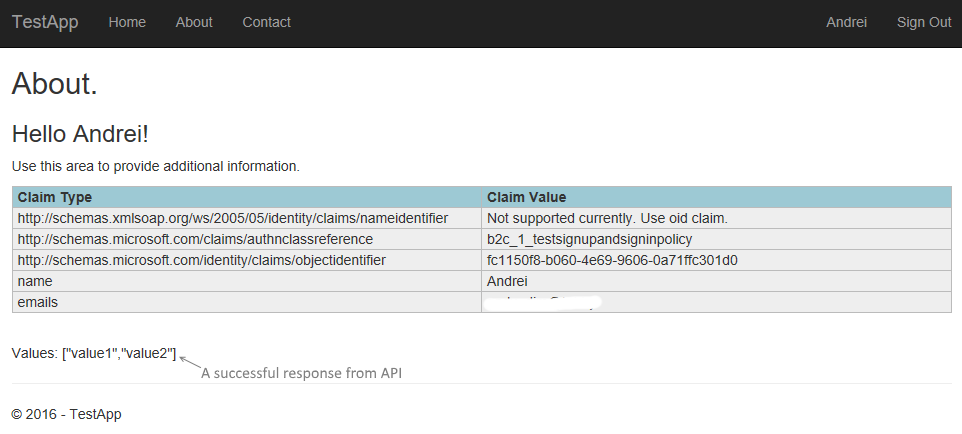 TestApp Home About Contact Andrei Sign Out
About.
Hello Andrei!
Use this area to provide additional information.
Claim Type Claim Value
http://schemas.xmlsoap.org/ws/2005/05/identity/claims/nameidentifier Not supported currently. Use oid claim.
http://schemas.microsoft.com/claims/authnclassreference b2c_1_testsignupandsigninpolicy
http://schemas.microsoft.com/identity/claims/objectidentifier fc1150f8-b060-4e69-9606-0a71ffc301d0
name Andrei
emails
Values: ["value1","value2"]
A successful response from API
© 2016 - TestApp